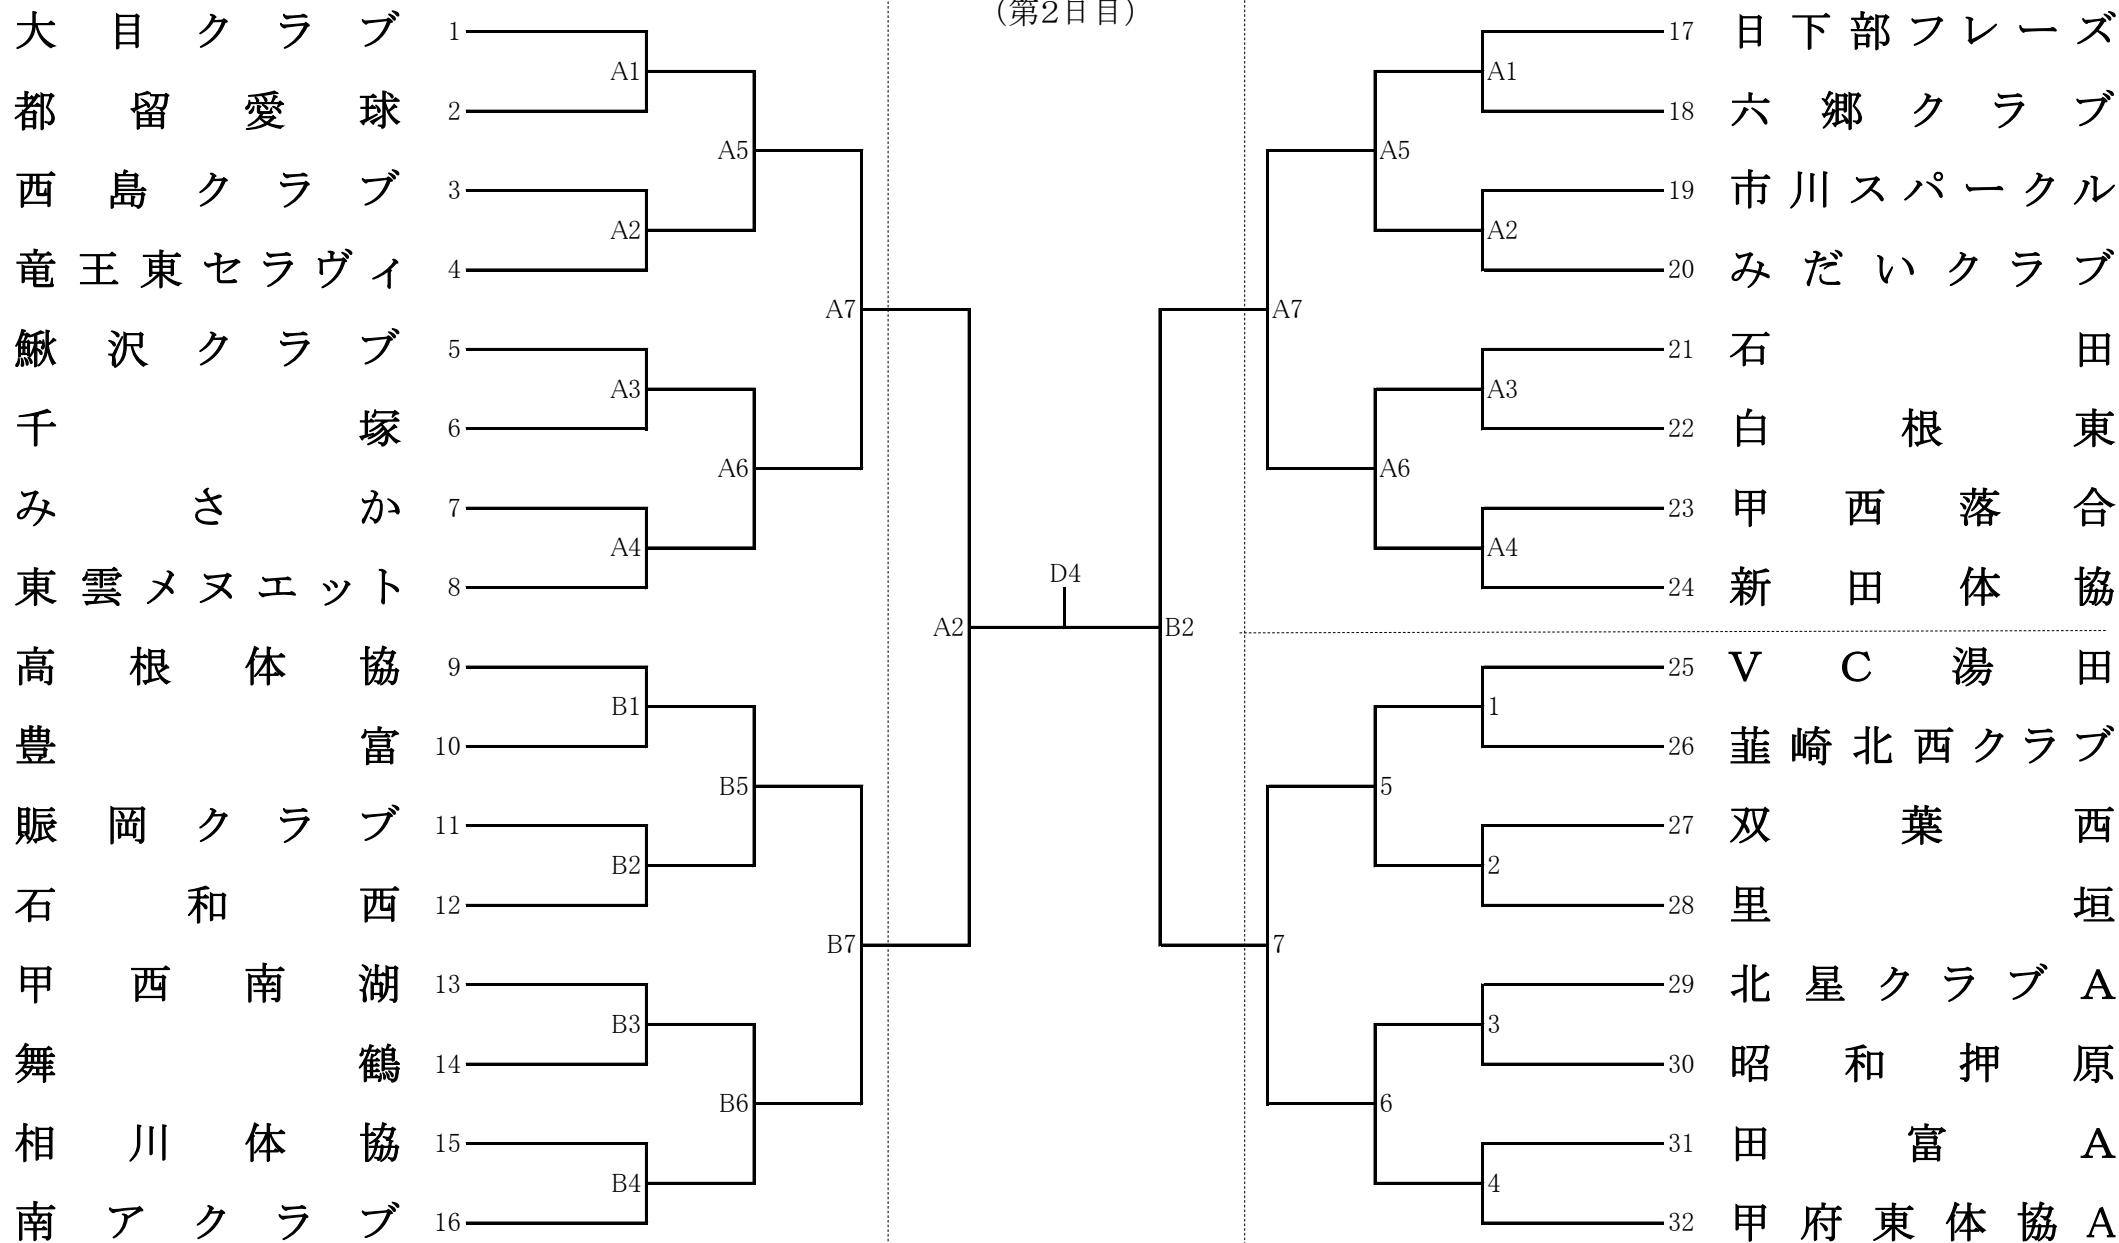 (第2日目)
大目クラブ 1
A1
都留愛球 2
A5
西島クラブ 3
A2
竜王東セラヴィ 4
A7
鰍沢クラブ 5
A3
千塚 6
A6
みさか 7
A4
東雲メヌエット 8
A2
高根体協 9
B1
豊富 10
B5
賑岡クラブ 11
B2
石和西 12
B7
甲西南湖 13
B3
舞鶴 14
B6
相川体協 15
B4
南アクラブ 16
D4
17 日下部フレーズ
A1
18 六郷クラブ
A5
19 市川スパークル
A2
20 みだいクラブ
A7
21 石田
A3
22 白根東
A6
23 甲西落合
A4
24 新田体協
B2
25 VC湯田
1
26 韮崎北西クラブ
5
27 双葉西
2
28 里垣
7
29 北星クラブA
3
30 昭和押原
6
31 田富A
4
32 甲府東体協A